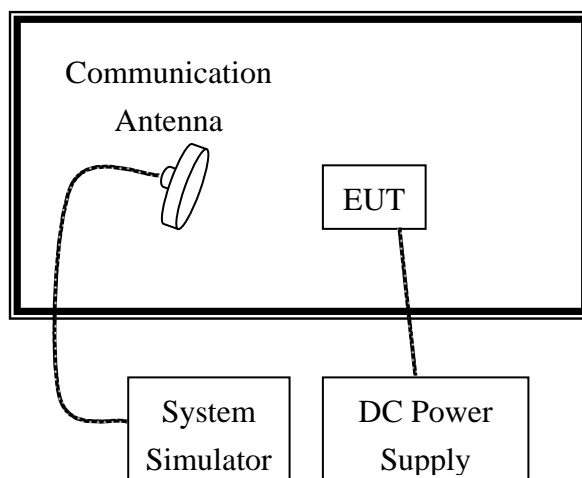 Communication
Antenna
EUT
System
Simulator
DC Power
Supply